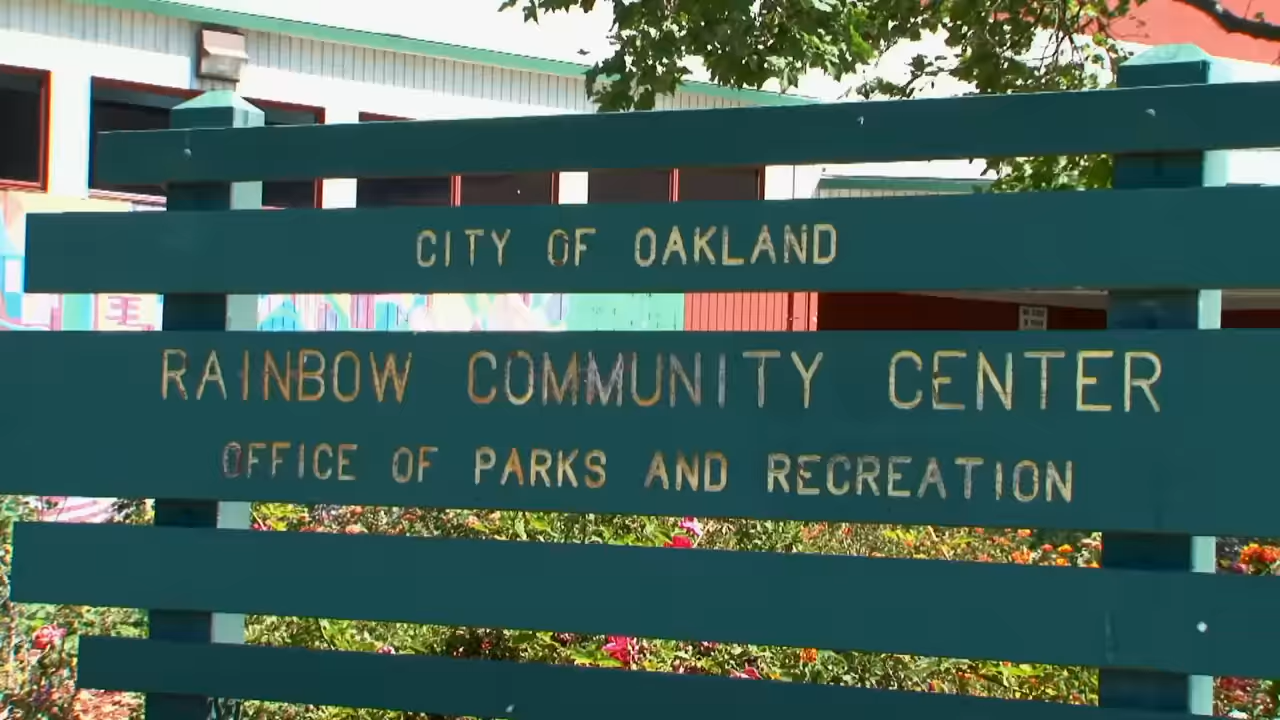 CITY OF OAKLAND
RAINBOW COMMUNITY CENTER
OFFICE OF PARKS AND RECREATION